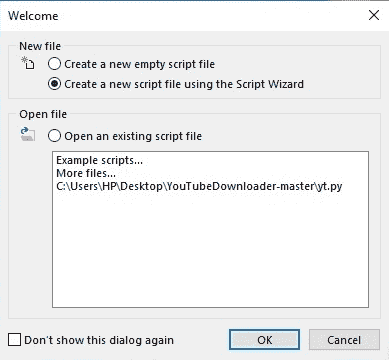 Welcome
New file
Create a new empty script file
Create a new script file using the Script Wizard
Open file
Open an existing script file
Example scripts...
More files...
C:\Users\HP\Desktop\YouTubeDownloader-master\yt.py
Don't show this dialog again
OK
Cancel